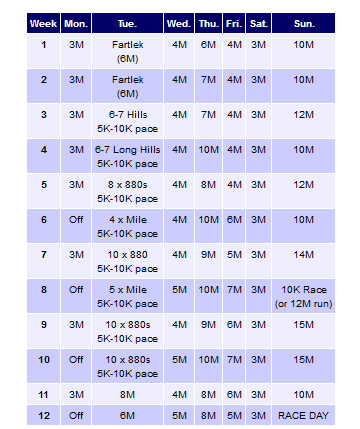 Week Mon. Tue. Wed. Thu. Fri. Sat. Sun.
1 3M Fartlek 4M 6M 4M 3M 10M
(6M)
2 3M Fartlek 4M 7M 4M 3M 10M
(6M)
3 3M 6-7 Hills 4M 7M 4M 3M 12M
5K-10K pace
4 3M 6-7 Long Hills 4M 10M 4M 3M 10M
5K-10K pace
5 3M 8 x 880s 4M 8M 4M 3M 12M
5K-10K pace
6 Off 4 x Mile 4M 10M 6M 3M 10M
5K-10K pace
7 3M 10 x 880 4M 9M 5M 3M 14M
5K-10K pace
8 Off 5 x Mile 5M 10M 7M 3M 10K Race
5K-10K pace (or 12M run)
9 3M 10 x 880s 4M 9M 6M 3M 15M
5K-10K pace
10 Off 10 x 880s 5M 10M 7M 3M 15M
5K-10K pace
11 3M 8M 4M 8M 6M 3M 10M
12 Off 6M 5M 8M 5M 3M RACE DAY